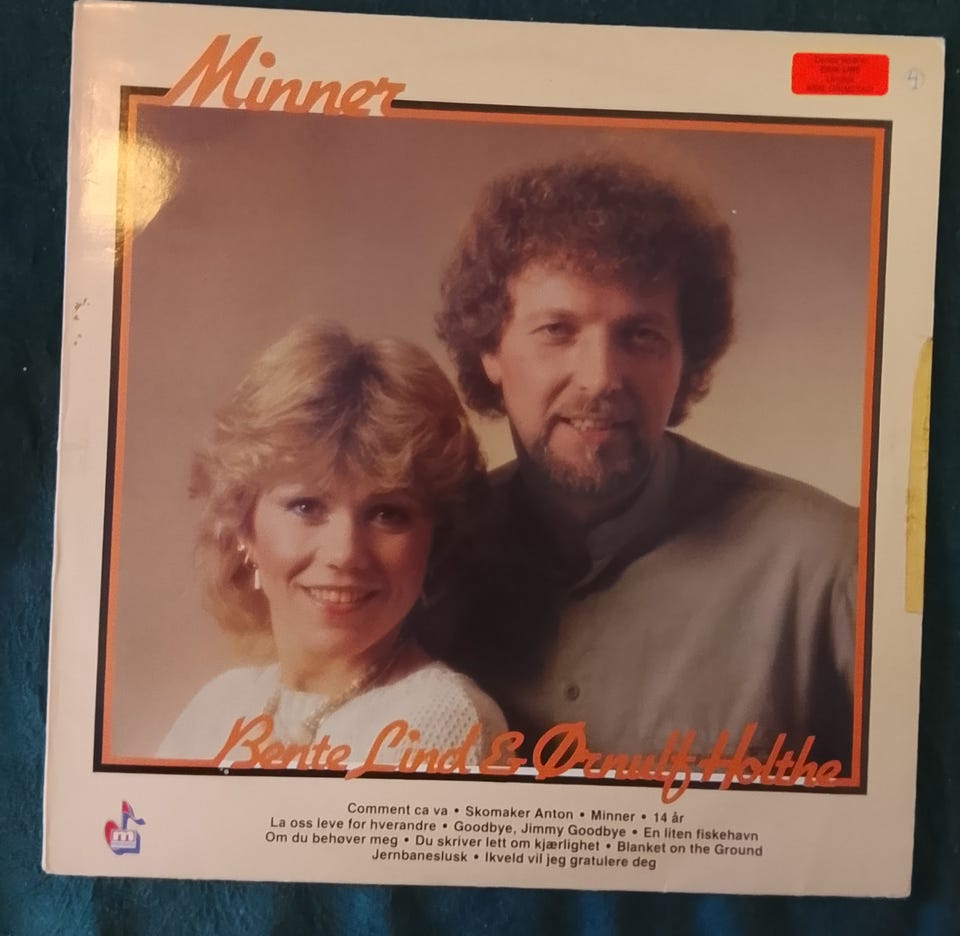 Minner
4
Bente Lind & Ørnulf Holthe
Comment ca va • Skomaker Anton • Minner • 14 år
La oss leve for hverandre • Goodbye, Jimmy Goodbye • En liten fiskehavn
Om du behøver meg • Du skriver lett om kjærlighet • Blanket on the Ground
Jernbaneslusk • Ikveld vil jeg gratulere deg
m